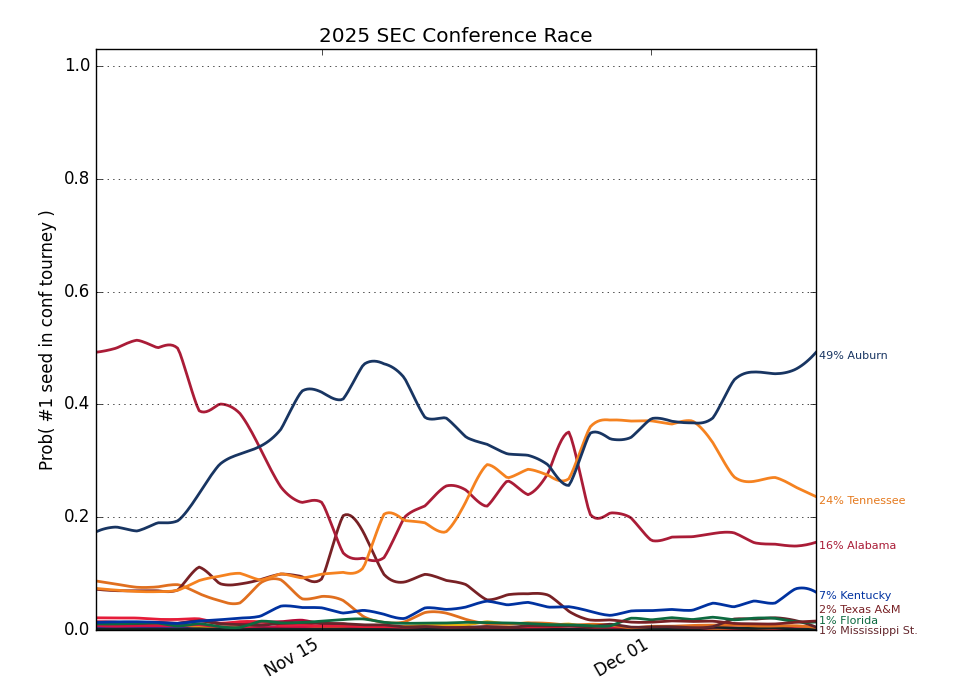 2025 SEC Conference Race
Prob( #1 seed in conf tourney )
1.0
0.8
0.6
0.4
0.2
0.0
Nov 15
Dec 01
49% Auburn
24% Tennessee
16% Alabama
7% Kentucky
2% Texas A&M
1% Florida
1% Mississippi St.